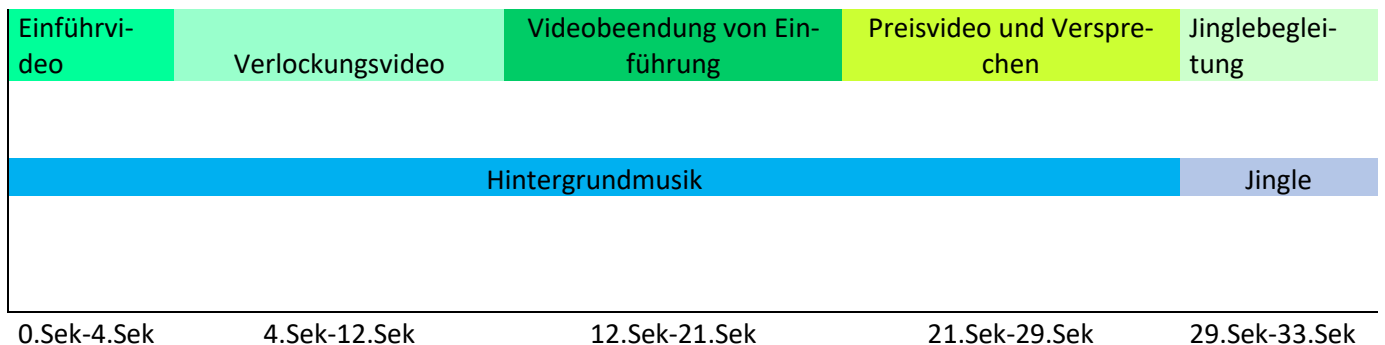 Einführvi-
deo
Verlockungsvideo
Videobeendung von Ein-
führung
Preisvideo und Verspre-
chen
Jinglebeglei-
tung
Hintergrundmusik
Jingle
0.Sek-4.Sek
4.Sek-12.Sek
12.Sek-21.Sek
21.Sek-29.Sek
29.Sek-33.Sek